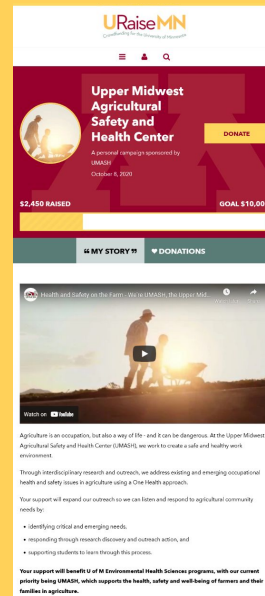 URaiseMN
Crowdfunding for the University of Minnesota
Upper Midwest
Agricultural
Safety and
Health Center
A personal campaign sponsored by
UMASH
October 8, 2020
DONATE
$2,450 RAISED
GOAL $10,00
“ MY STORY ”
DONATIONS
Health and Safety on the Farm - We're UMASH, the Upper Mid...
Watch on YouTube
Agriculture is an occupation, but also a way of life - and it can be dangerous. At the Upper Midwest
Agricultural Safety and Health Center (UMASH), we work to create a safe and healthy work
environment.
Through interdisciplinary research and outreach, we address existing and emerging occupational
health and safety issues in agriculture using a One Health approach.
Your support will expand our outreach so we can listen and respond to agricultural community
needs by:
• identifying critical and emerging needs,
• responding through research discovery and outreach action, and
• supporting students to learn through this process.
Your support will benefit U of M Environmental Health Sciences programs, with our current
priority being UMASH, which supports the health, safety and well-being of farmers and their
families in agriculture.